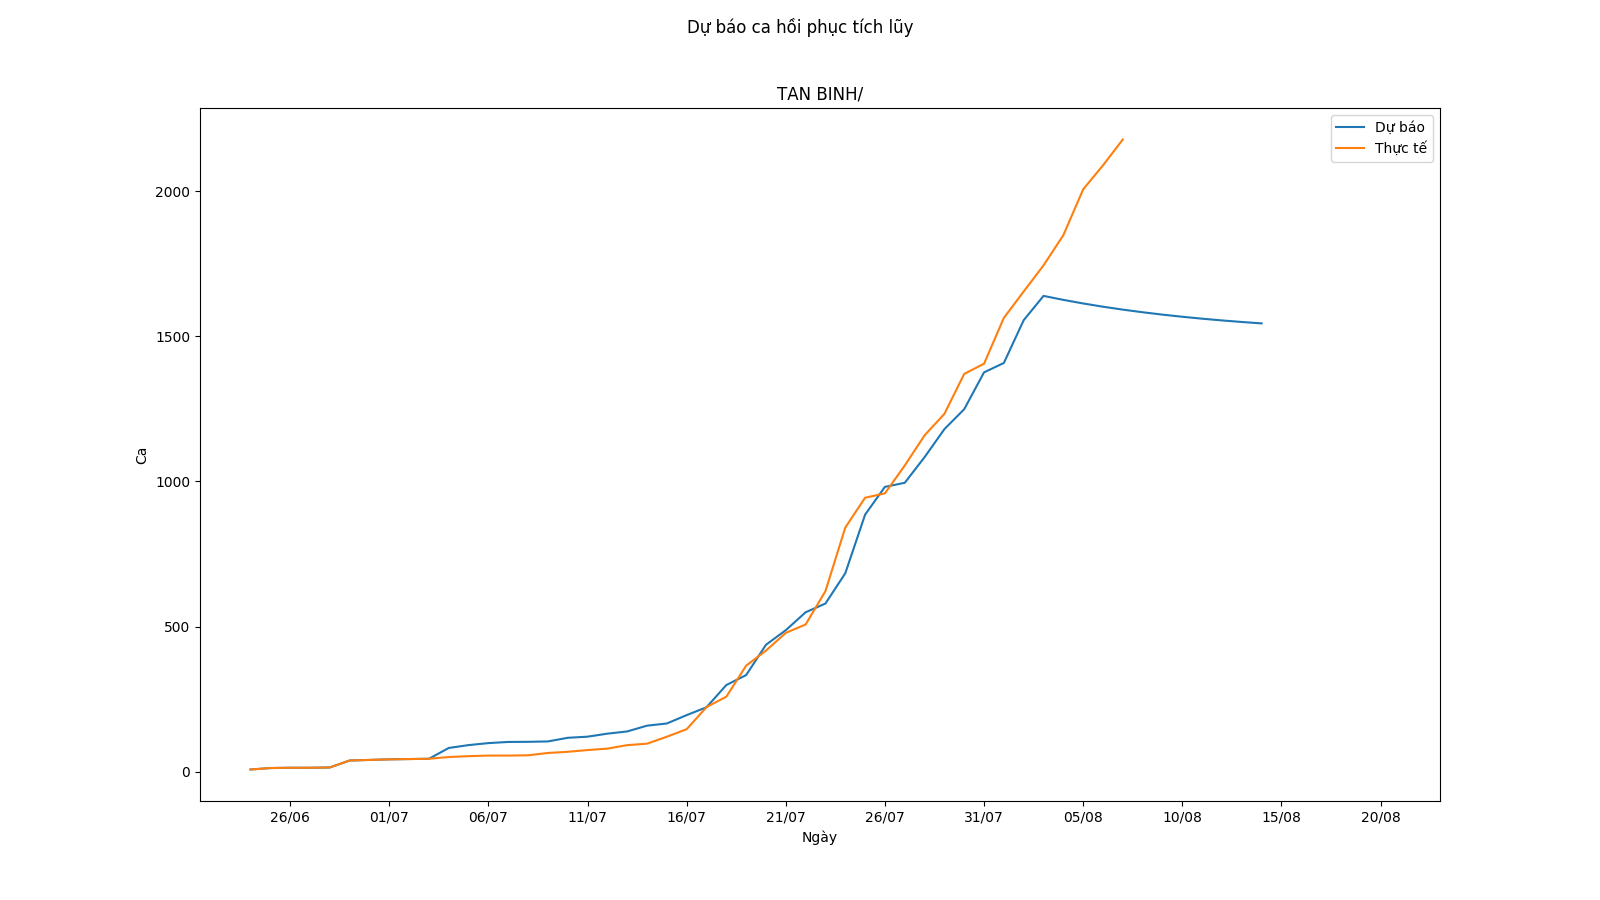 Dự báo ca hồi phục tích lũy
TAN BINH/
Dự báo
Thực tế
2000
1500
1000
500
0
Ca
26/06 01/07 06/07 11/07 16/07 21/07 26/07 31/07 05/08 10/08 15/08 20/08
Ngày